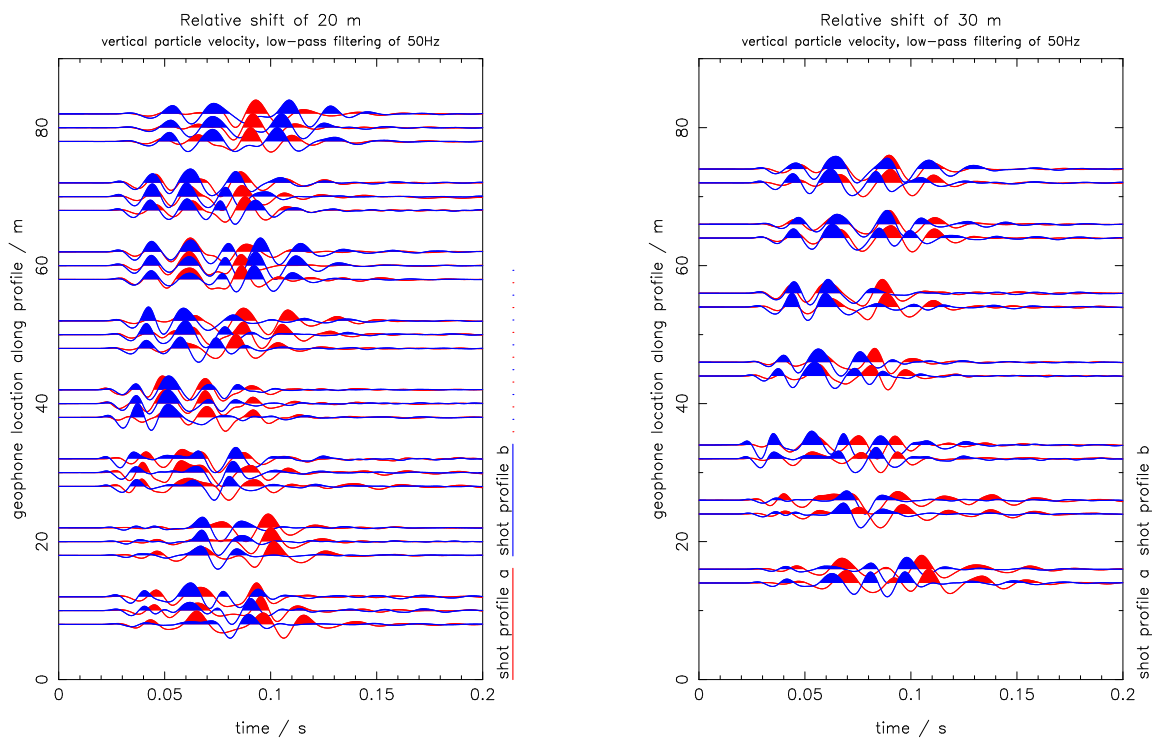 Relative shift of 20 m
vertical particle velocity, low-pass filtering of 50Hz
geophone location along profile / m
0
20
40
60
80
0
0.05
0.1
0.15
0.2
time / s
shot profile a
shot profile b
Relative shift of 30 m
vertical particle velocity, low-pass filtering of 50Hz
geophone location along profile / m
0
20
40
60
80
0
0.05
0.1
0.15
0.2
time / s
shot profile a
shot profile b